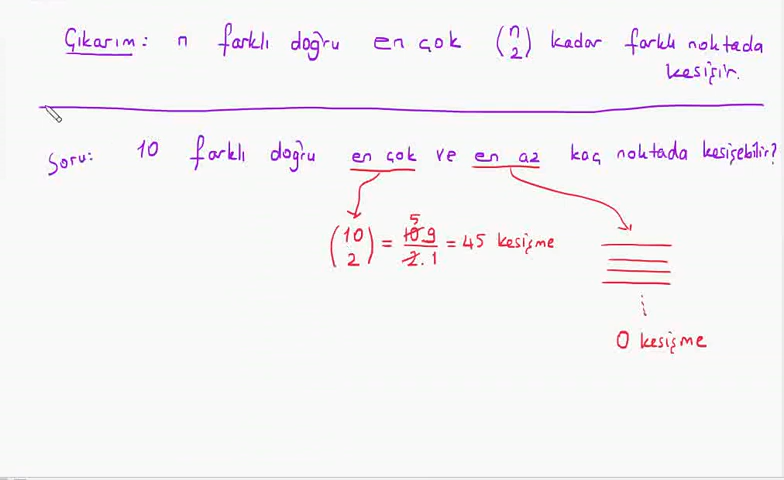 Çıkarım: n farklı doğru en çok (n 2) kadar farklı noktada
kesişir.
Soru: 10 farklı doğru en çok ve en az kaç noktada kesişebilir?
(10 2) = 10.9 / 2.1 = 45 kesişme
5
0 kesişme